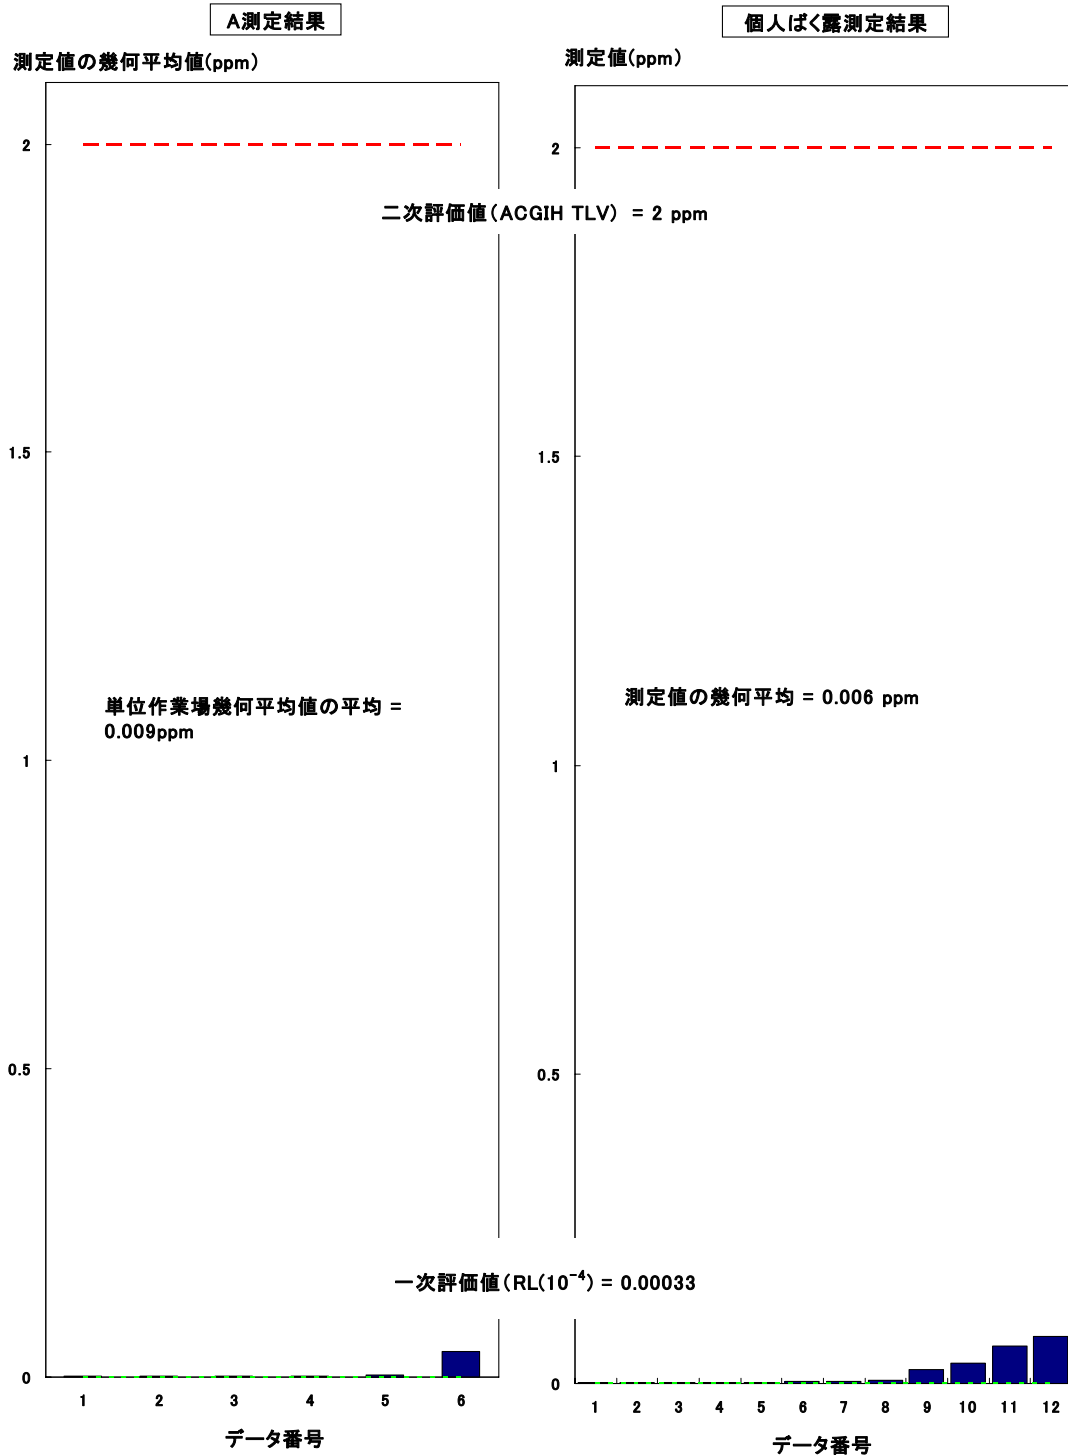 A測定結果
測定値の幾何平均値(ppm)
2
1.5
1
0.5
0
単位作業場幾何平均値の平均 =
0.009ppm
1 2 3 4 5 6
データ番号
個人ばく露測定結果
測定値(ppm)
2
1.5
1
0.5
0
測定値の幾何平均 = 0.006 ppm
1 2 3 4 5 6 7 8 9 10 11 12
データ番号
二次評価値(ACGIH TLV) = 2 ppm
一次評価値(RL(10⁻⁴) = 0.00033